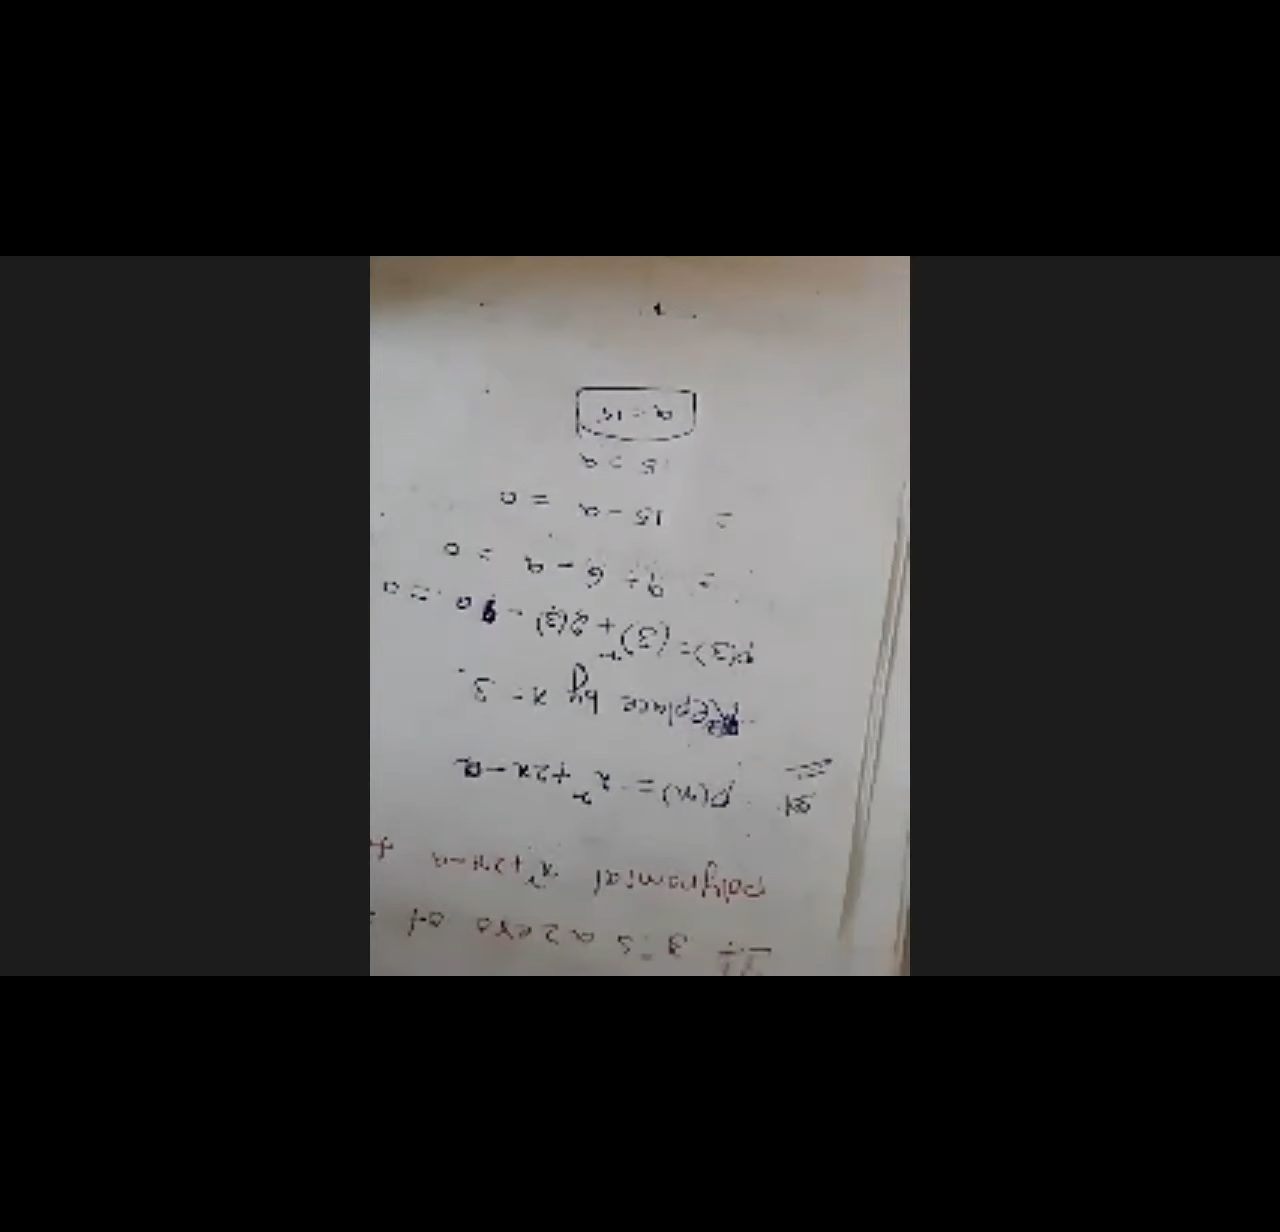 If 3 is a zero of
polynomial x²+2x-a
sol P(x) = x²+2x-a
Replace by x = 3
P(3) = (3)² + 2(3) - a = 0
= 9+ 6 - a = 0
= 15 - a = 0
15 = a
a = 15